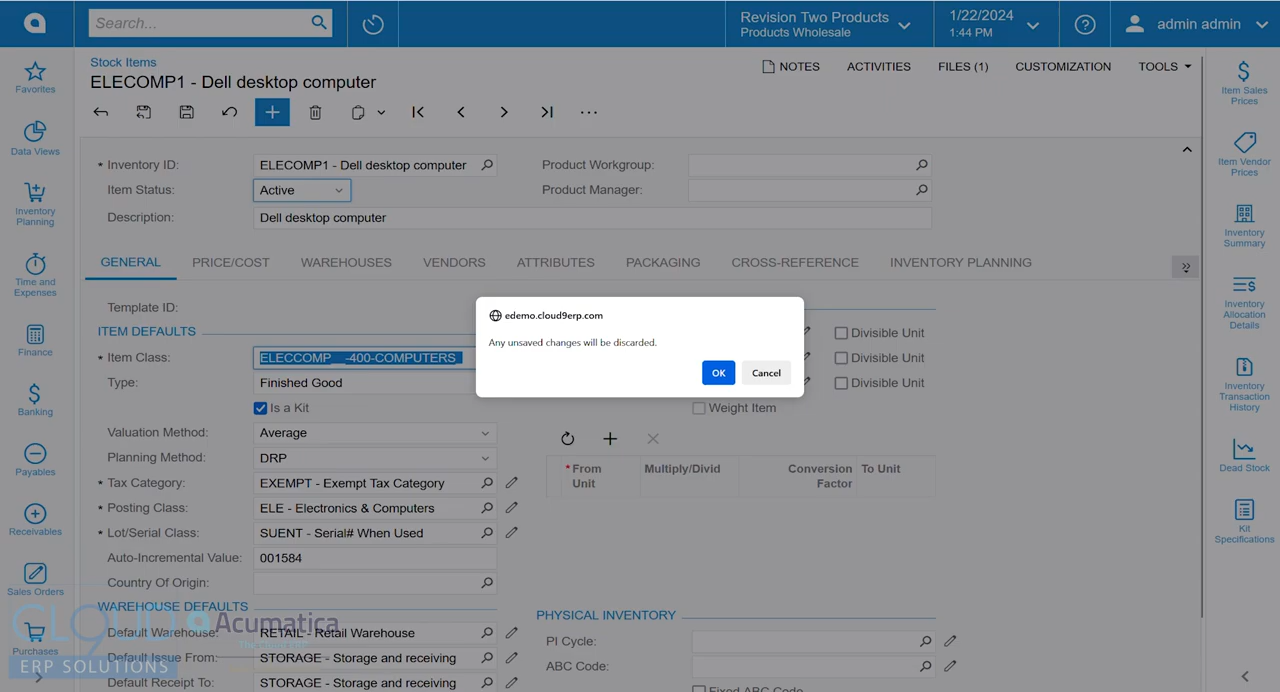 Search...
Revision Two Products
Products Wholesale
1/22/2024
1:44 PM
admin admin
Favorites
Data Views
Inventory
Planning
Time and
Expenses
Finance
Banking
Payables
Receivables
Sales Orders
Purchases
Stock Items
ELECOMP1 - Dell desktop computer
NOTES
ACTIVITIES
FILES (1)
CUSTOMIZATION
TOOLS
* Inventory ID:
ELECOMP1 - Dell desktop computer
Product Workgroup:
Item Status:
Active
Product Manager:
Description:
Dell desktop computer
GENERAL
PRICE/COST
WAREHOUSES
VENDORS
ATTRIBUTES
PACKAGING
CROSS-REFERENCE
INVENTORY PLANNING
Template ID:
ITEM DEFAULTS
* Item Class:
ELECCOMP__-400-COMPUTERS
Type:
Finished Good
Is a Kit
Valuation Method:
Average
Planning Method:
DRP
* Tax Category:
EXEMPT - Exempt Tax Category
* Posting Class:
ELE - Electronics & Computers
* Lot/Serial Class:
SUENT - Serial# When Used
Auto-Incremental Value:
001584
Country Of Origin:
WAREHOUSE DEFAULTS
Default Warehouse:
RETAIL - Retail Warehouse
Default Issue From:
STORAGE - Storage and receiving
Default Receipt To:
STORAGE - Storage and receiving
edemo.cloud9erp.com
Any unsaved changes will be discarded.
OK
Cancel
Divisible Unit
Divisible Unit
Divisible Unit
Weight Item
* From
Unit
Multiply/Divid
Conversion
Factor
To Unit
PHYSICAL INVENTORY
PI Cycle:
ABC Code:
Fixed ABC Code
Item Sales
Prices
Item Vendor
Prices
Inventory
Summary
Inventory
Allocation
Details
Inventory
Transaction
History
Dead Stock
Kit
Specifications
CLOUD
9
ERP SOLUTIONS
Acumatica